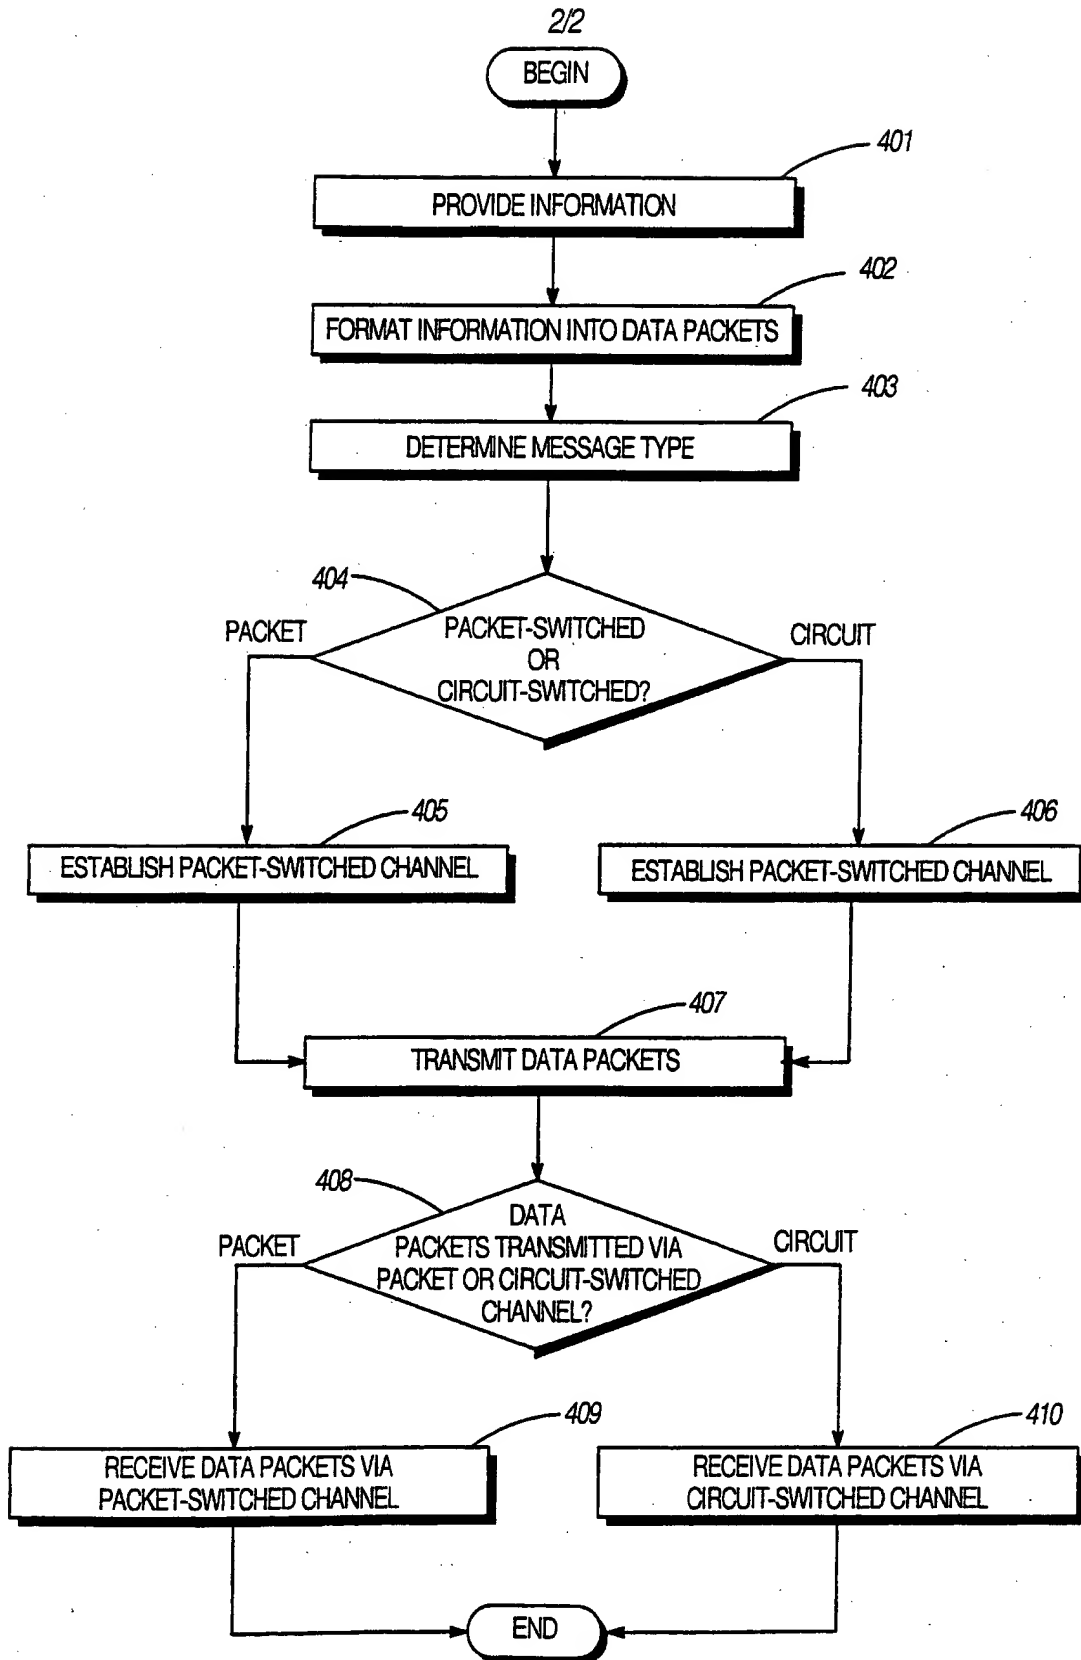 2/2
BEGIN
401
PROVIDE INFORMATION
402
FORMAT INFORMATION INTO DATA PACKETS
403
DETERMINE MESSAGE TYPE
404
PACKET
PACKET-SWITCHED
OR
CIRCUIT-SWITCHED?
CIRCUIT
405
ESTABLISH PACKET-SWITCHED CHANNEL
406
ESTABLISH PACKET-SWITCHED CHANNEL
407
TRANSMIT DATA PACKETS
408
PACKET
DATA
PACKETS TRANSMITTED VIA
PACKET OR CIRCUIT-SWITCHED
CHANNEL?
CIRCUIT
409
RECEIVE DATA PACKETS VIA
PACKET-SWITCHED CHANNEL
410
RECEIVE DATA PACKETS VIA
CIRCUIT-SWITCHED CHANNEL
END